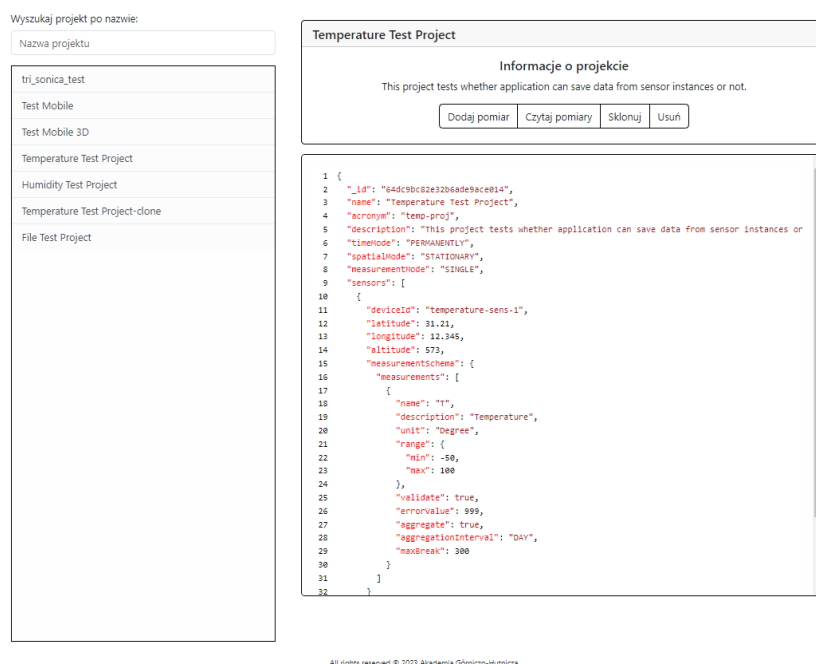 Wyszukaj projekt po nazwie:
Nazwa projektu
tri_sonica_test
Test Mobile
Test Mobile 3D
Temperature Test Project
Humidity Test Project
Temperature Test Project-clone
File Test Project
Temperature Test Project
Informacje o projekcie
This project tests whether application can save data from sensor instances or not.
Dodaj pomiar Czytaj pomiary Sklonuj Usuń
1 {
2 "_id": "64dc9bc82e32b6ade9ace014",
3 "name": "Temperature Test Project",
4 "acronym": "temp-proj",
5 "description": "This project tests whether application can save data from sensor instances or
6 "timeMode": "PERMANENTLY",
7 "spatialMode": "STATIONARY",
8 "measurementMode": "SINGLE",
9 "sensors": [
10 {
11 "deviceId": "temperature-sens-1",
12 "latitude": 31.21,
13 "longitude": 12.345,
14 "altitude": 573,
15 "measurementSchema": {
16 "measurements": [
17 {
18 "name": "T",
19 "description": "Temperature",
20 "unit": "Degree",
21 "range": {
22 "min": -50,
23 "max": 100
24 },
25 "validate": true,
26 "errorValue": 999,
27 "aggregate": true,
28 "aggregationInterval": "DAY",
29 "maxBreak": 300
30 }
31 ]
32 }
All rights reserved © 2023 Akademia Górniczo-Hutnicza